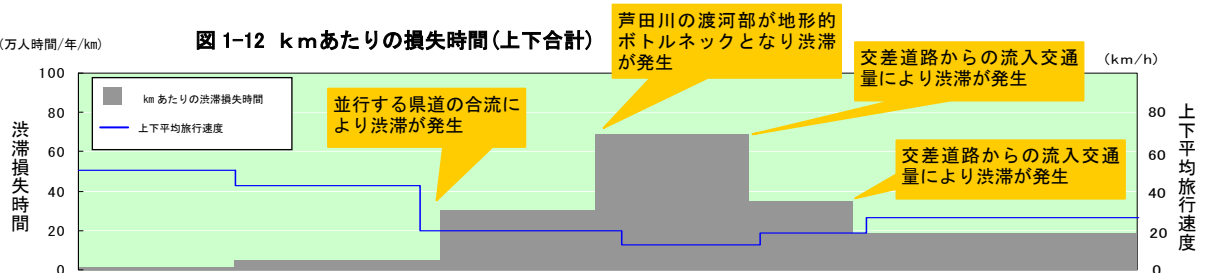 図 1-12 ｋｍあたりの損失時間(上下合計)
(万人時間/年/km)
芦田川の渡河部が地形的
ボトルネックとなり渋滞
が発生
交差道路からの流入交通
量により渋滞が発生
(km/h)
100
80
60
40
20
0
渋滞損失時間
km あたりの渋滞損失時間
上下平均旅行速度
並行する県道の合流に
より渋滞が発生
交差道路からの流入交通
量により渋滞が発生
80
60
40
20
0
上下平均旅行速度